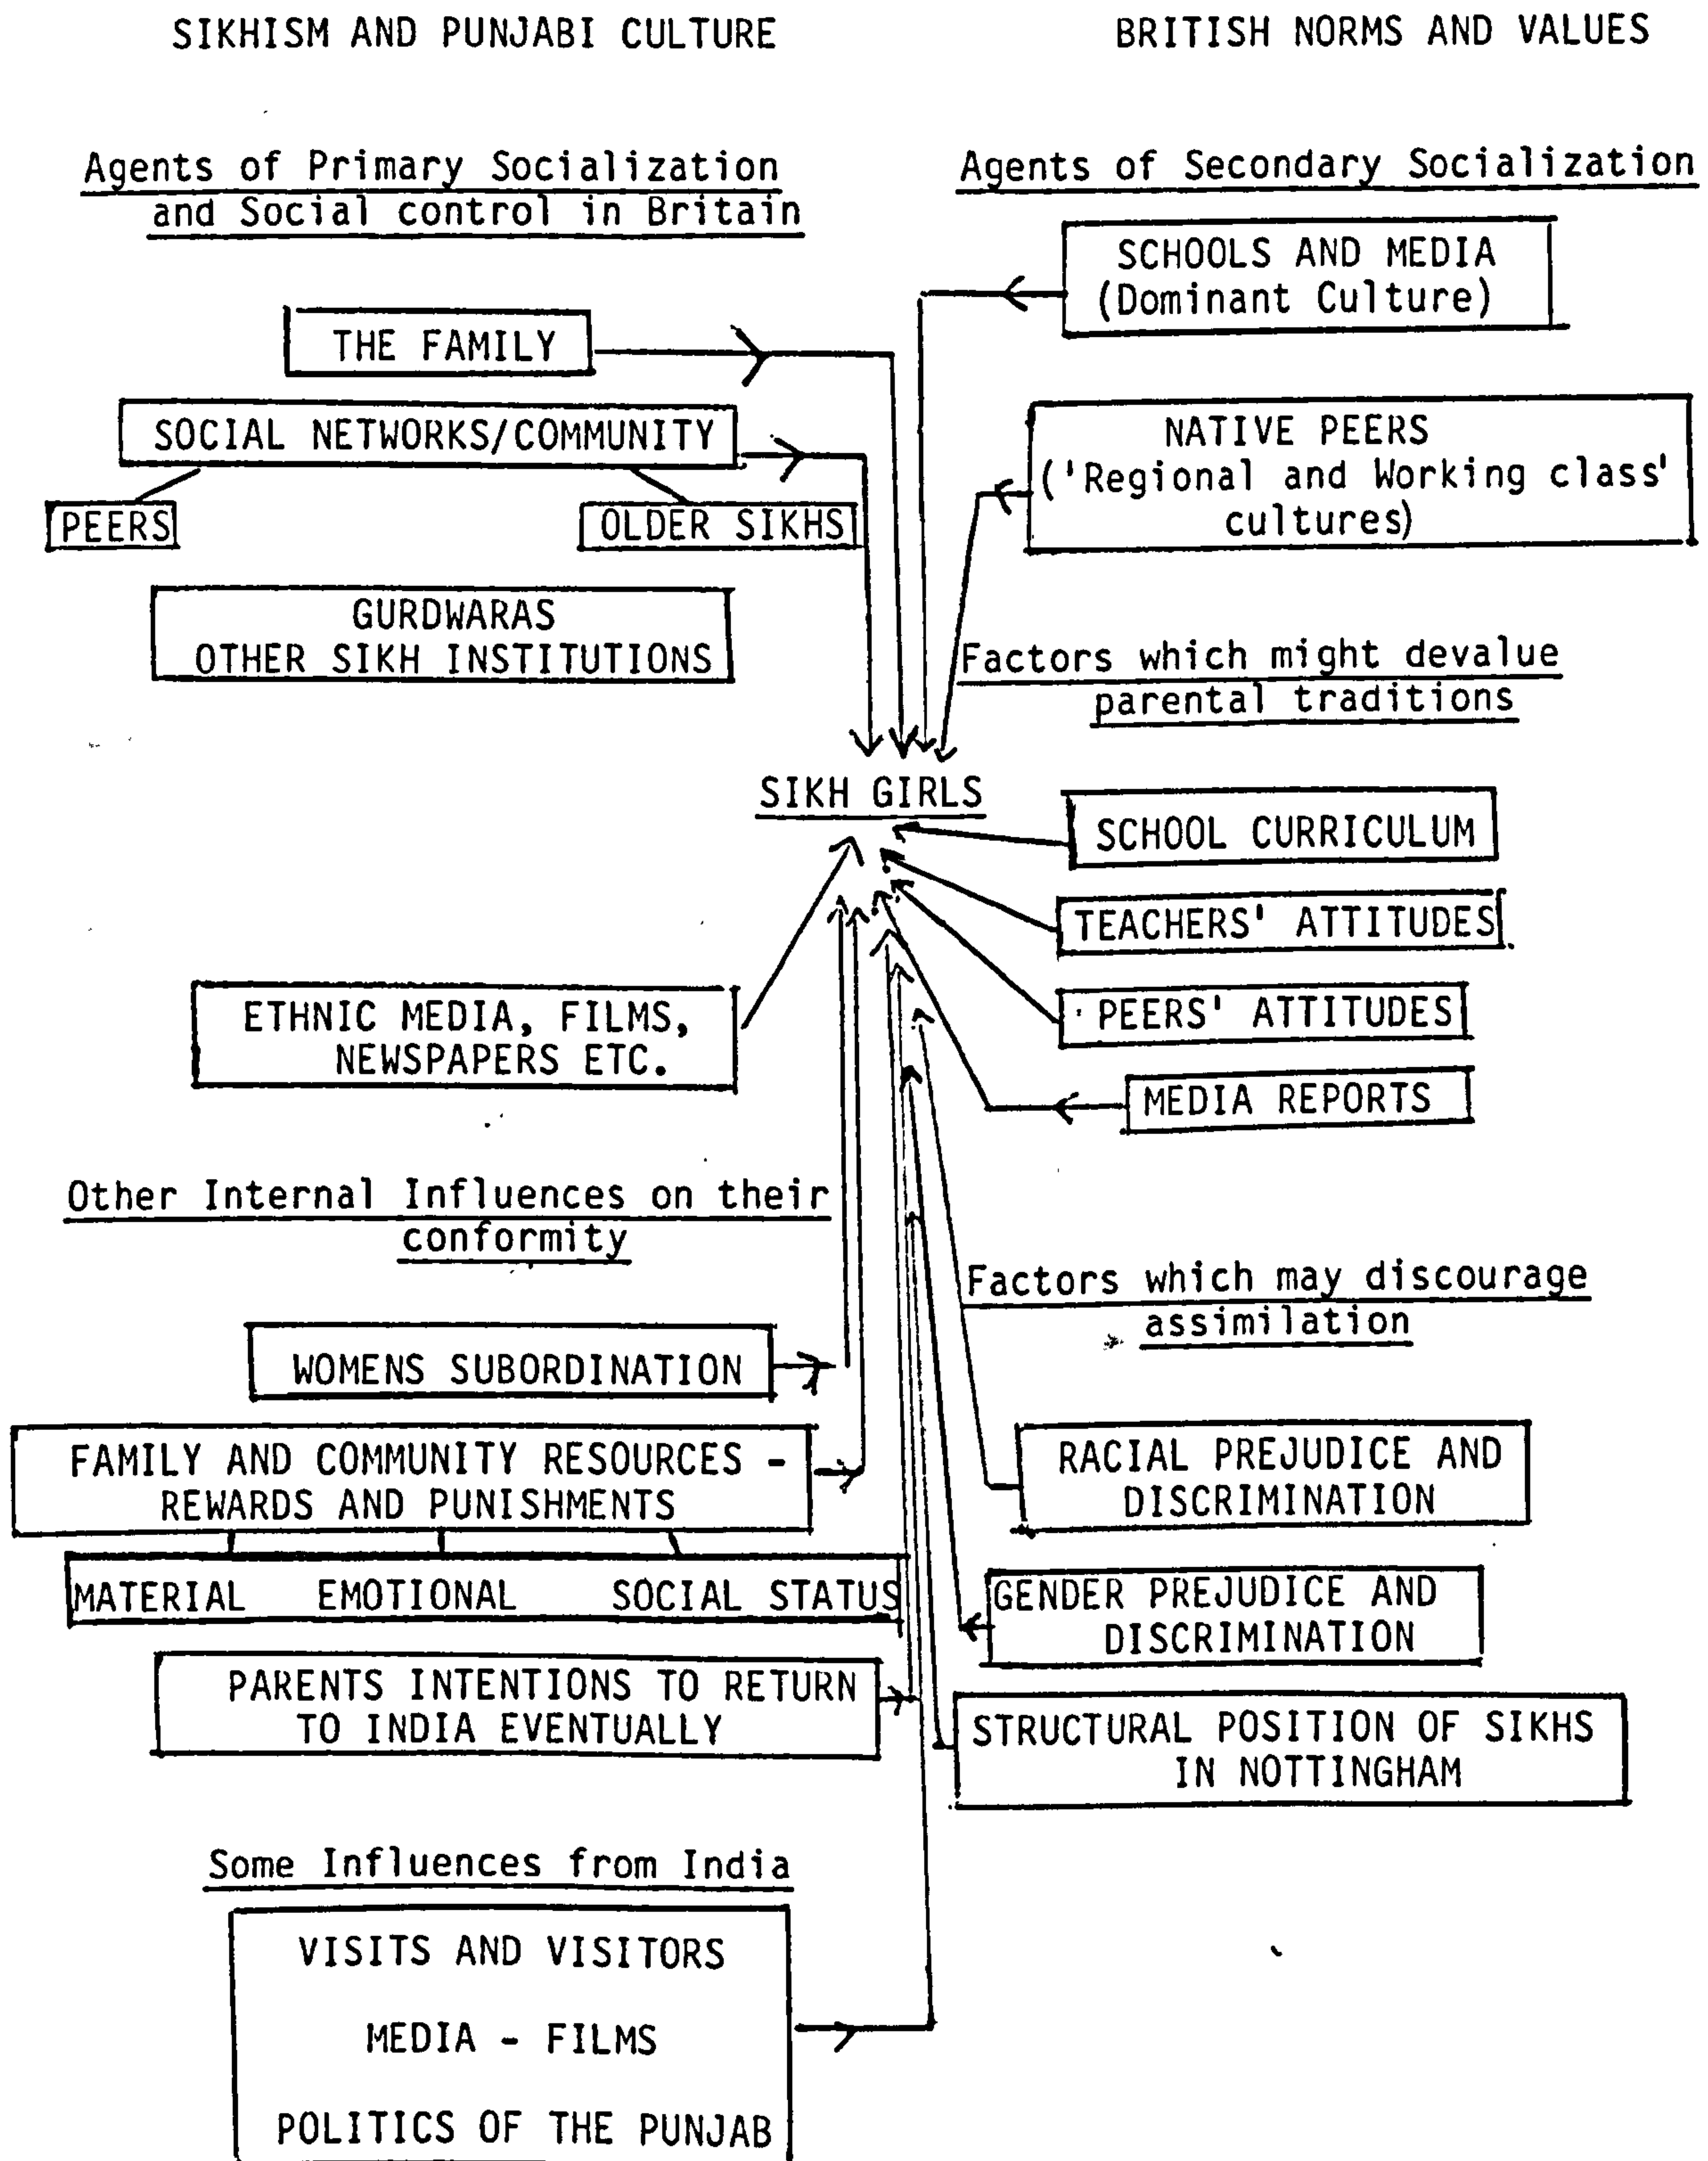 SIKHISM AND PUNJABI CULTURE
BRITISH NORMS AND VALUES
Agents of Primary Socialization
and Social control in Britain
Agents of Secondary Socialization
SCHOOLS AND MEDIA
(Dominant Culture)
THE FAMILY
SOCIAL NETWORKS/COMMUNITY
NATIVE PEERS
('Regional and Working class'
cultures)
PEERS
OLDER SIKHS
GURDWARAS
OTHER SIKH INSTITUTIONS
Factors which might devalue
parental traditions
SIKH GIRLS
SCHOOL CURRICULUM
TEACHERS' ATTITUDES
PEERS' ATTITUDES
ETHNIC MEDIA, FILMS,
NEWSPAPERS ETC.
MEDIA REPORTS
Other Internal Influences on their
conformity
Factors which may discourage
assimilation
WOMENS SUBORDINATION
FAMILY AND COMMUNITY RESOURCES -
REWARDS AND PUNISHMENTS
RACIAL PREJUDICE AND
DISCRIMINATION
MATERIAL EMOTIONAL SOCIAL STATUS
GENDER PREJUDICE AND
DISCRIMINATION
PARENTS INTENTIONS TO RETURN
TO INDIA EVENTUALLY
STRUCTURAL POSITION OF SIKHS
IN NOTTINGHAM
Some Influences from India
VISITS AND VISITORS
MEDIA - FILMS
POLITICS OF THE PUNJAB